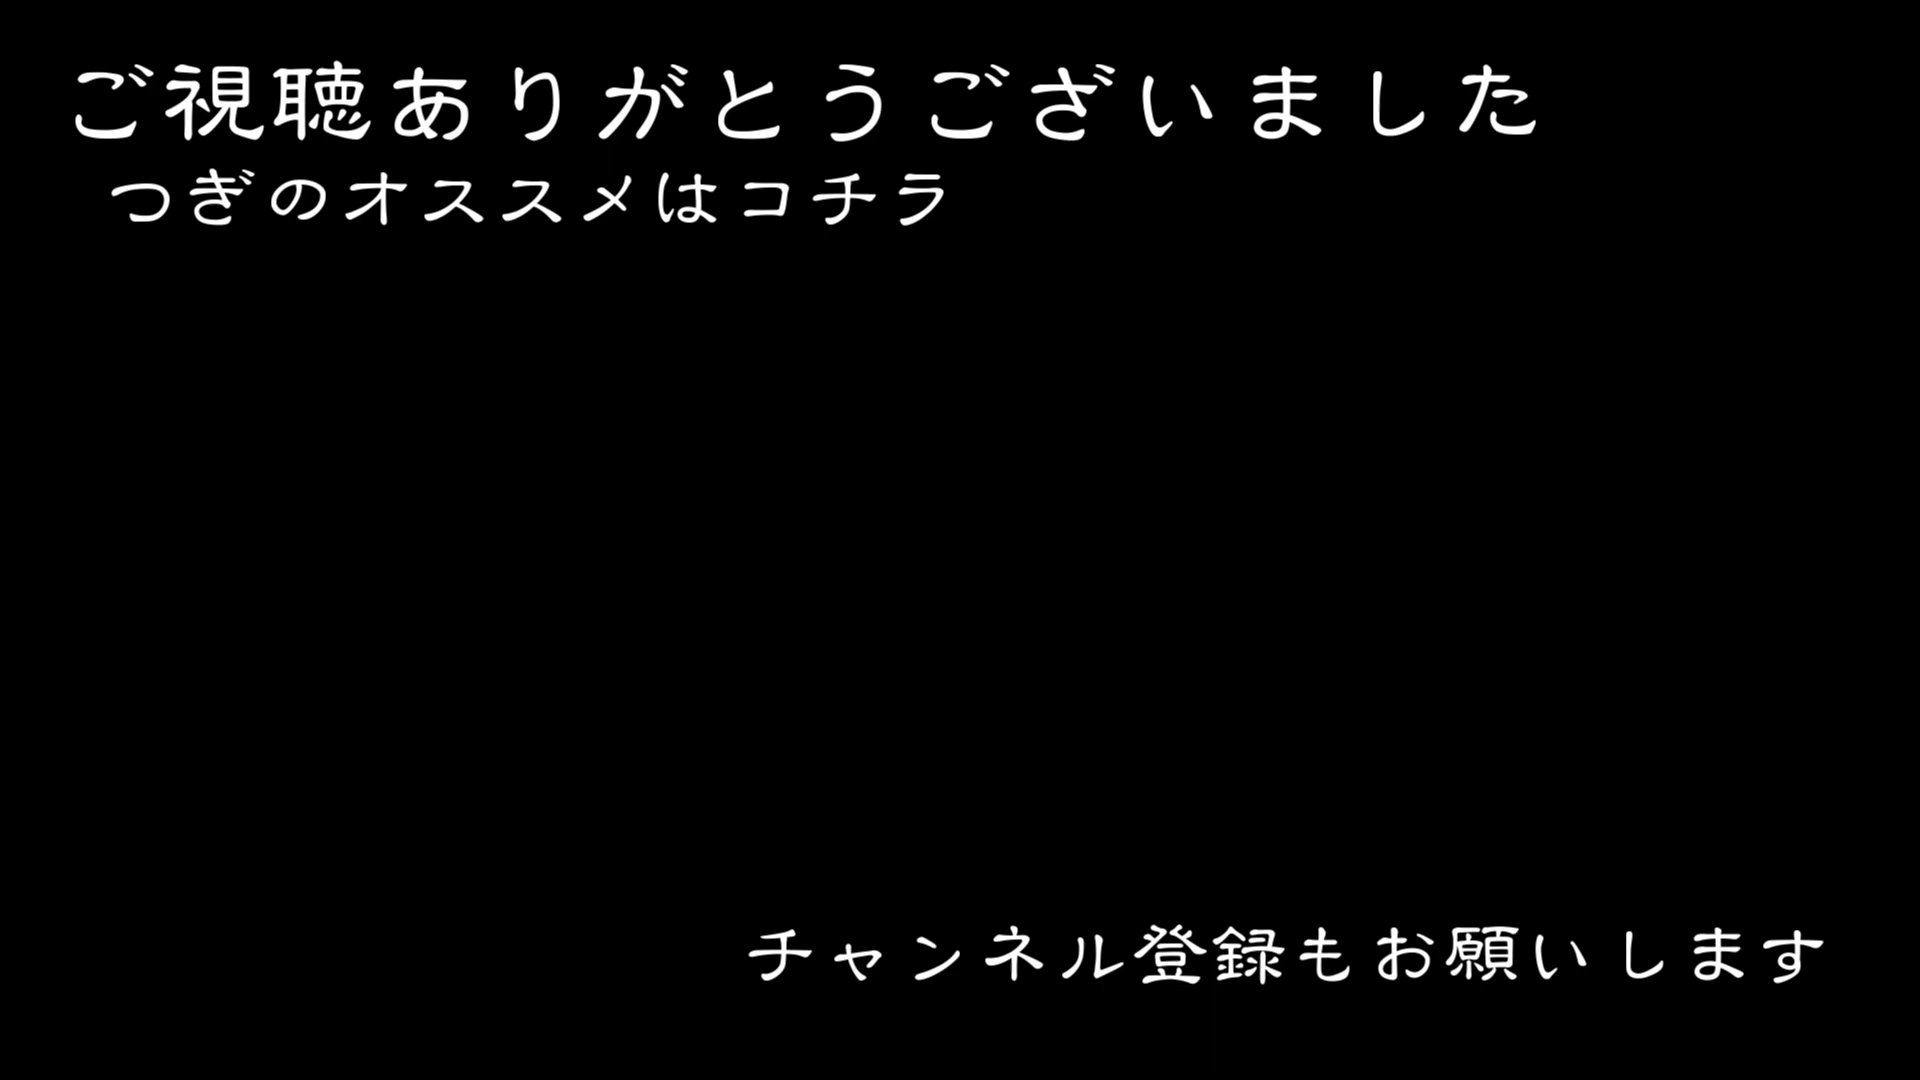 ご視聴ありがとうございました
つぎのオススメはコチラ
チャンネル登録もお願いします